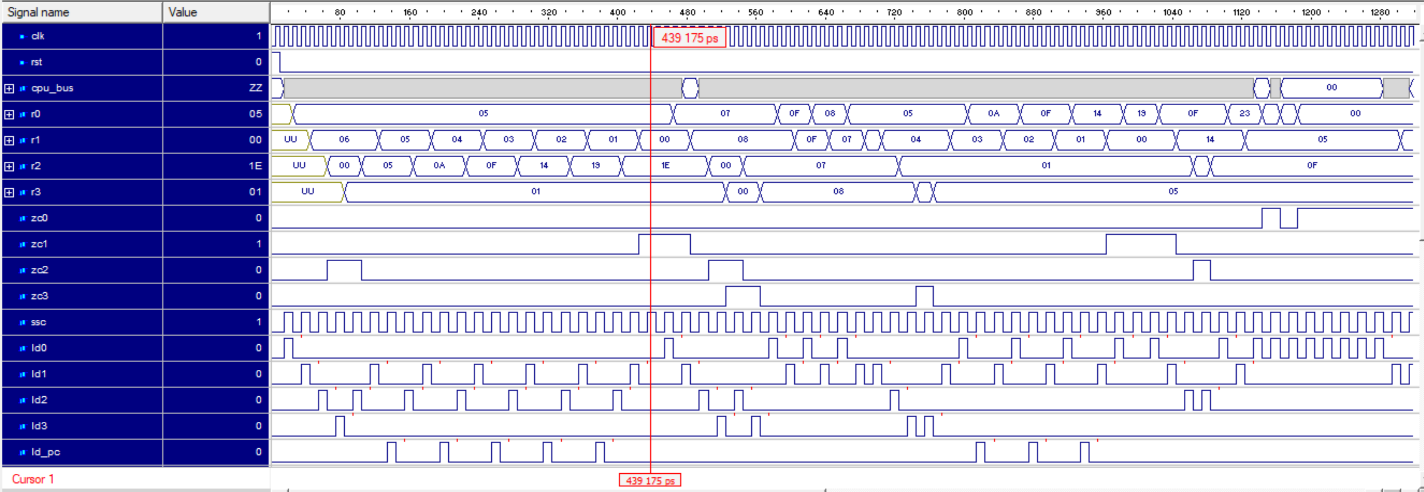 Signal name Value 80 160 240 320 400 480 560 640 720 800 880 960 1040 1120 1200 1280
clk 1 439 175 ps
rst 0
cpu_bus ZZ 00
r0 05 05 07 0F 08 05 0A 0F 14 19 0F 23 00
r1 00 UU 06 05 04 03 02 01 00 08 0F 07 04 03 02 01 00 14 05
r2 1E UU 00 05 0A 0F 14 19 1E 00 07 01 0F
r3 01 UU 01 00 08 05
zc0 0
zc1 1
zc2 0
zc3 0
ssc 1
ld0 0
ld1 0
ld2 0
ld3 0
ld_pc 0
Cursor 1 439 175 ps